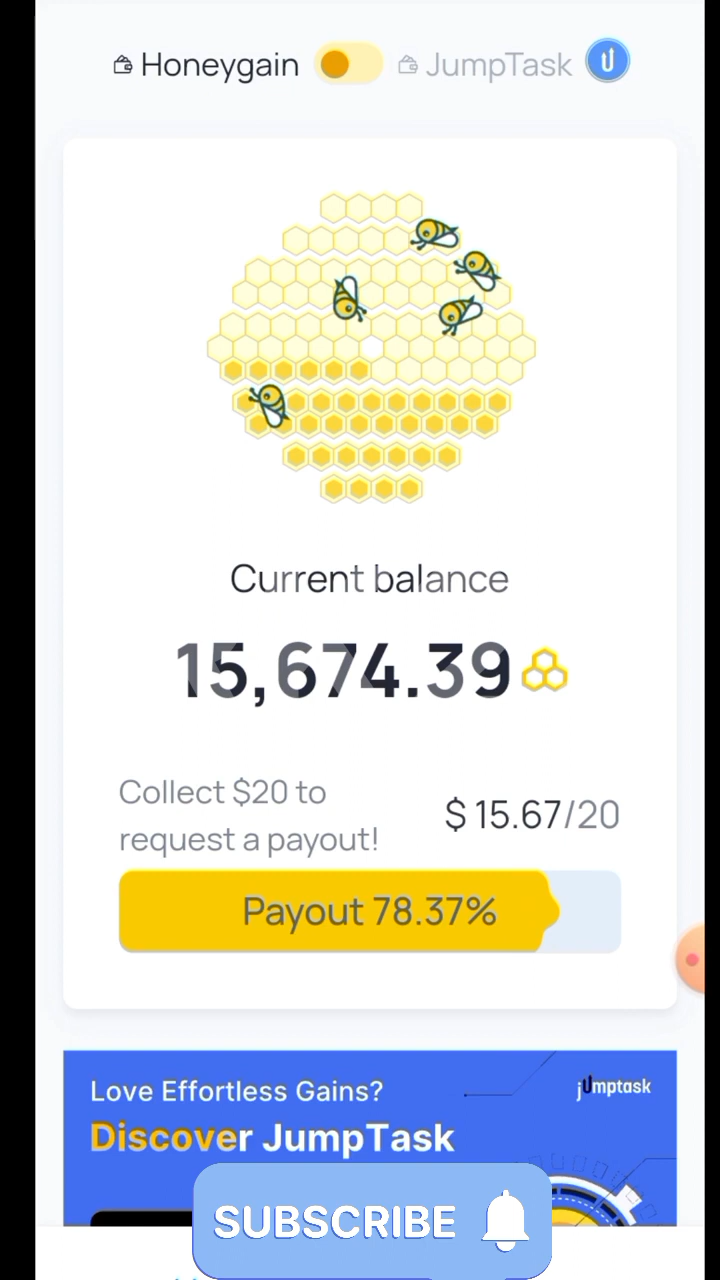 Honeygain JumpTask
Current balance
15,674.39
Collect $20 to
request a payout!
$ 15.67/20
Payout 78.37%
Love Effortless Gains?
jUmptask
Discover JumpTask
SUBSCRIBE